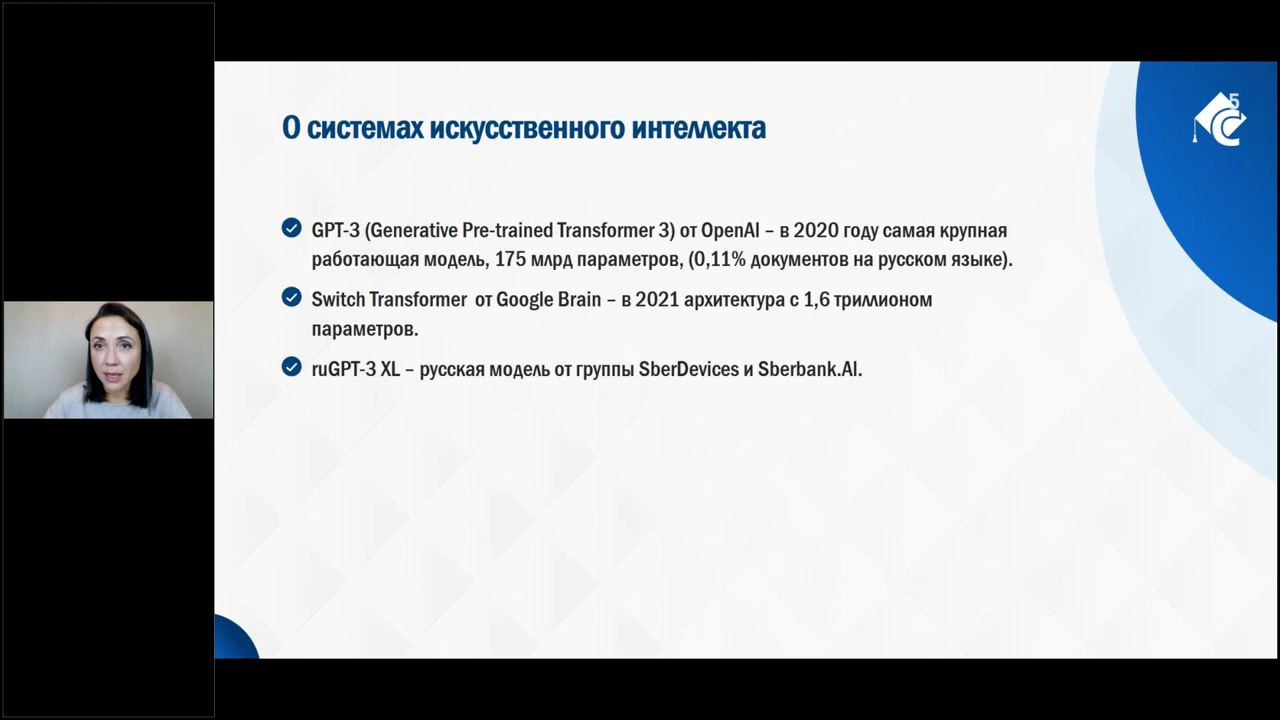 5
О системах искусственного интеллекта
GPT-3 (Generative Pre-trained Transformer 3) от OpenAI – в 2020 году самая крупная
работающая модель, 175 млрд параметров, (0,11% документов на русском языке).
Switch Transformer от Google Brain – в 2021 архитектура с 1,6 триллионом
параметров.
ruGPT-3 XL – русская модель от группы SberDevices и Sberbank.AI.